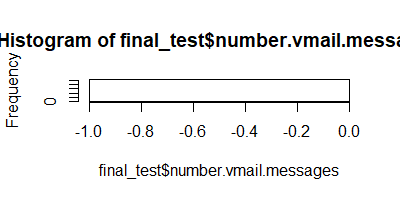 Histogram of final_test$number.vmail.messa
Frequency
0
-1.0 -0.8 -0.6 -0.4 -0.2 0.0
final_test$number.vmail.messages